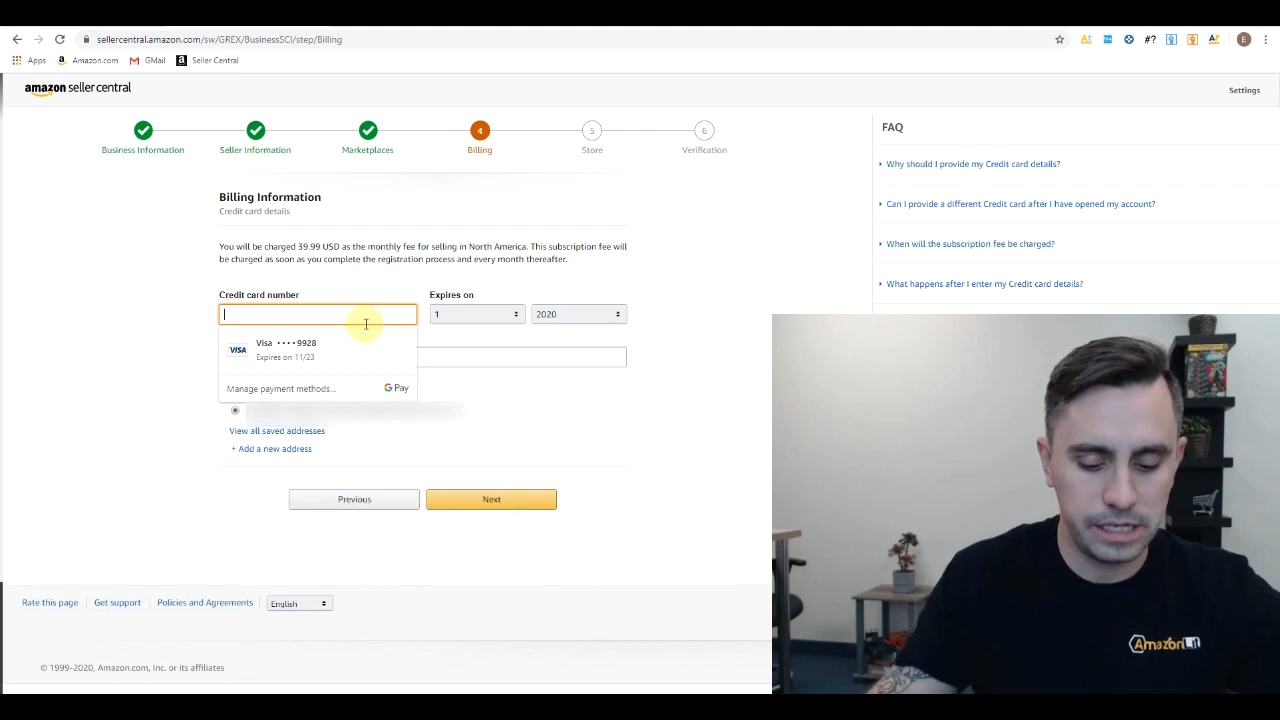 sellercentral.amazon.com/sw/GREX/BusinessSCI/step/Billing
#?
E
Apps
Amazon.com
GMail
Seller Central
amazon seller central
Settings
4
5
6
Business Information
Seller Information
Marketplaces
Billing
Store
Verification
Billing Information
Credit card details
You will be charged 39.99 USD as the monthly fee for selling in North America. This subscription fee will
be charged as soon as you complete the registration process and every month thereafter.
Credit card number
Expires on
1
2020
VISA
Visa ••••9928
Expires on 11/23
Manage payment methods...
G Pay
View all saved addresses
+ Add a new address
Previous
Next
FAQ
Why should I provide my Credit card details?
Can I provide a different Credit card after I have opened my account?
When will the subscription fee be charged?
What happens after I enter my Credit card details?
Rate this page
Get support
Policies and Agreements
English
© 1999-2020, Amazon.com, Inc. or its affiliates
AmazonLit